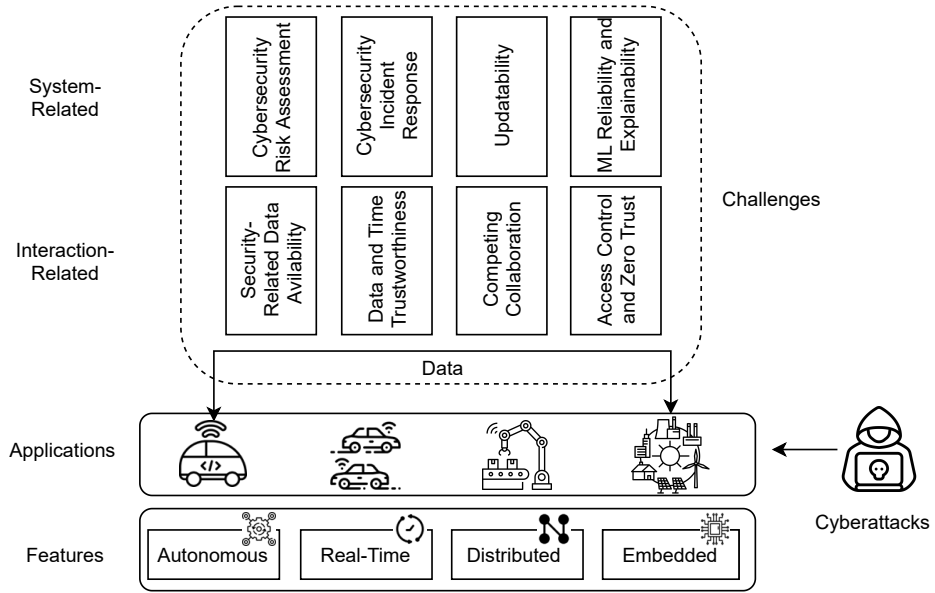 System-
Related
Cybersecurity
Risk Assessment
Cybersecurity
Incident
Response
Updatability
ML Reliability and
Explainability
Challenges
Interaction-
Related
Security-
Related Data
Avilability
Data and Time
Trustworthiness
Competing
Collaboration
Access Control
and Zero Trust
Data
Applications
</>
Cyberattacks
Features
Autonomous
Real-Time
Distributed
Embedded